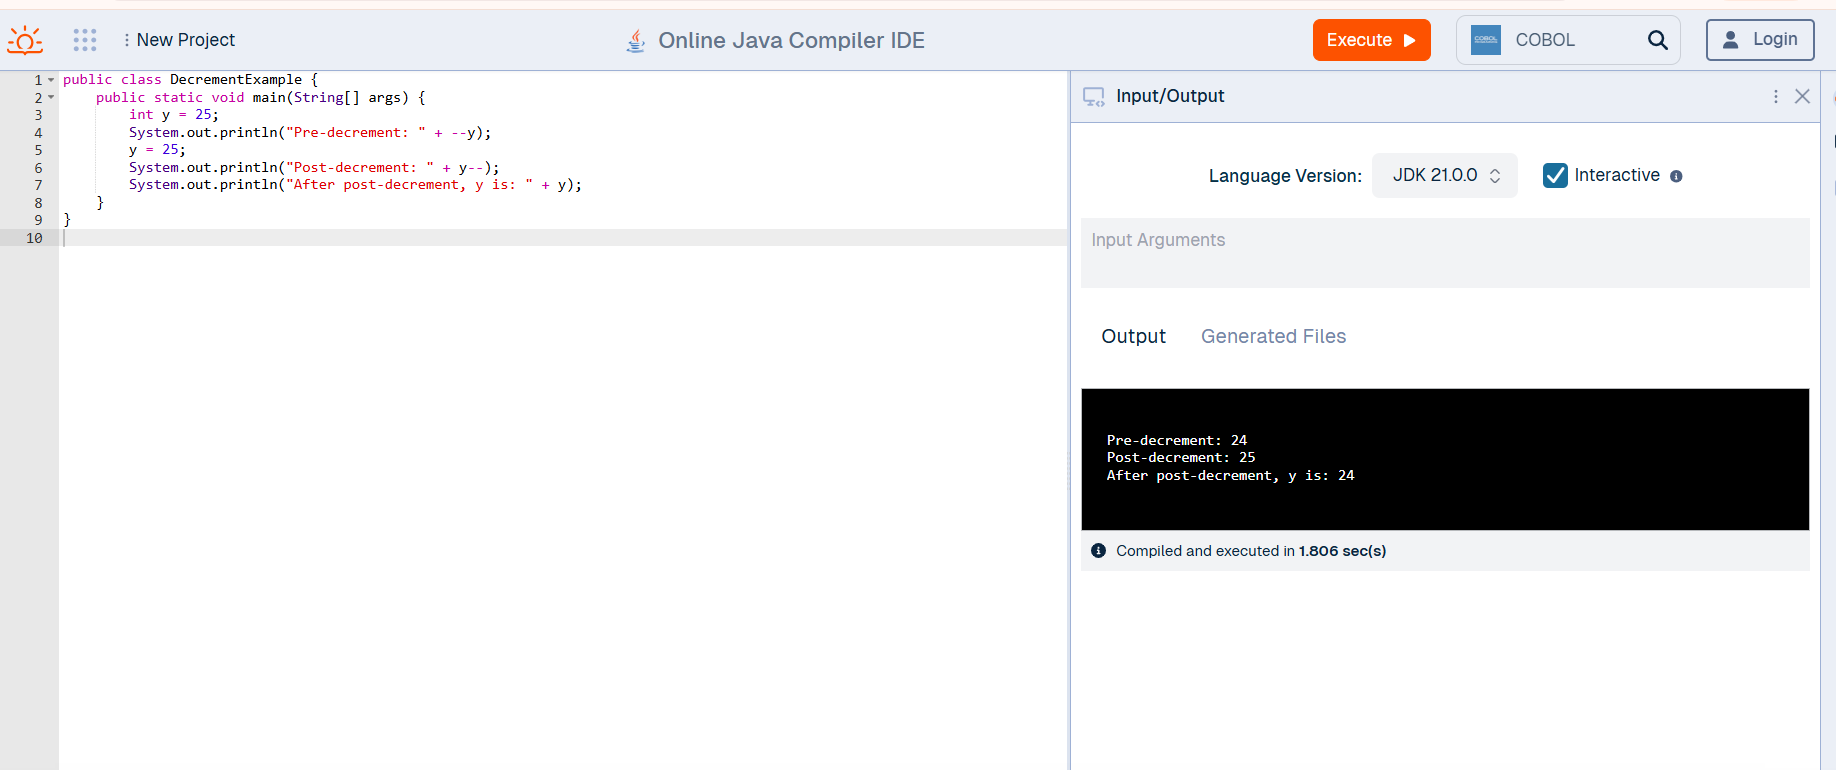 New Project
Online Java Compiler IDE
Execute
COBOL
COBOL
Login
1 public class DecrementExample {
2     public static void main(String[] args) {
3         int y = 25;
4         System.out.println("Pre-decrement: " + --y);
5         y = 25;
6         System.out.println("Post-decrement: " + y--);
7         System.out.println("After post-decrement, y is: " + y);
8     }
9 }
10
Input/Output
Language Version: JDK 21.0.0 Interactive
Input Arguments
Output Generated Files
Pre-decrement: 24
Post-decrement: 25
After post-decrement, y is: 24
Compiled and executed in 1.806 sec(s)